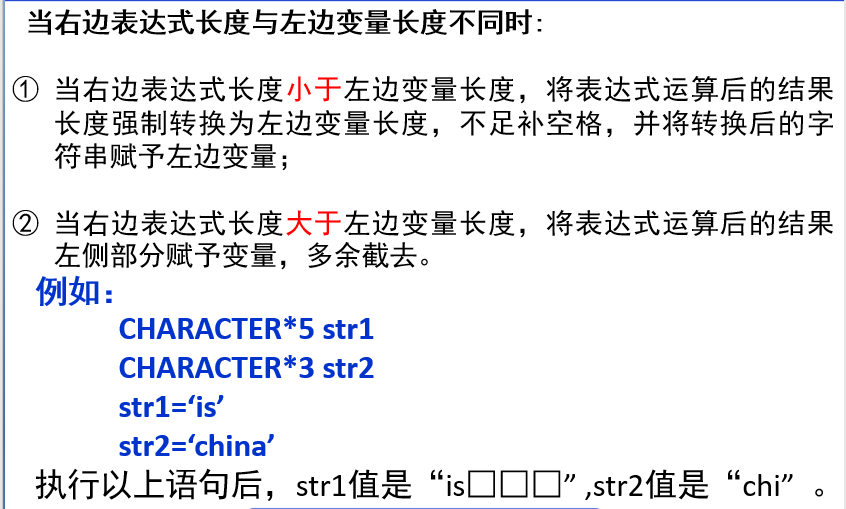 当右边表达式长度与左边变量长度不同时：
① 当右边表达式长度小于左边变量长度，将表达式运算后的结果
长度强制转换为左边变量长度，不足补空格，并将转换后的字
符串赋予左边变量；
② 当右边表达式长度大于左边变量长度，将表达式运算后的结果
左侧部分赋予变量，多余截去。
例如：
CHARACTER*5 str1
CHARACTER*3 str2
str1=‘is’
str2=‘china’
执行以上语句后，str1值是“is□□□”,str2值是“chi”。